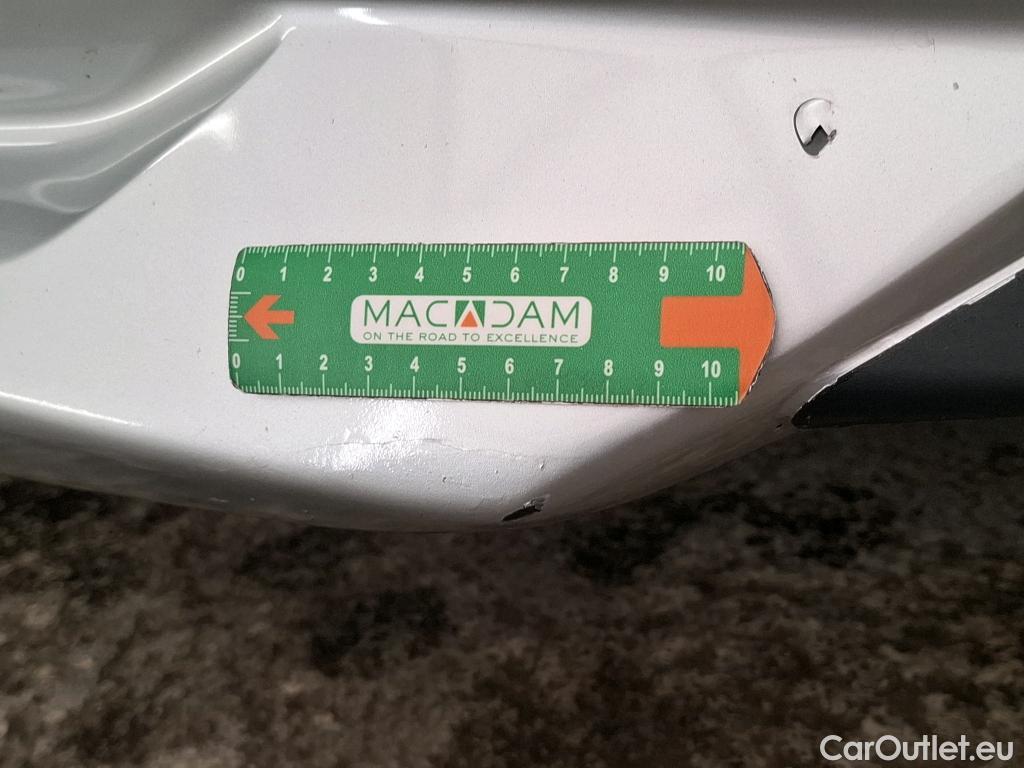 0 1 2 3 4 5 6 7 8 9 10
MACADAM
ON THE ROAD TO EXCELLENCE
0 1 2 3 4 5 6 7 8 9 10
CarOutlet.eu